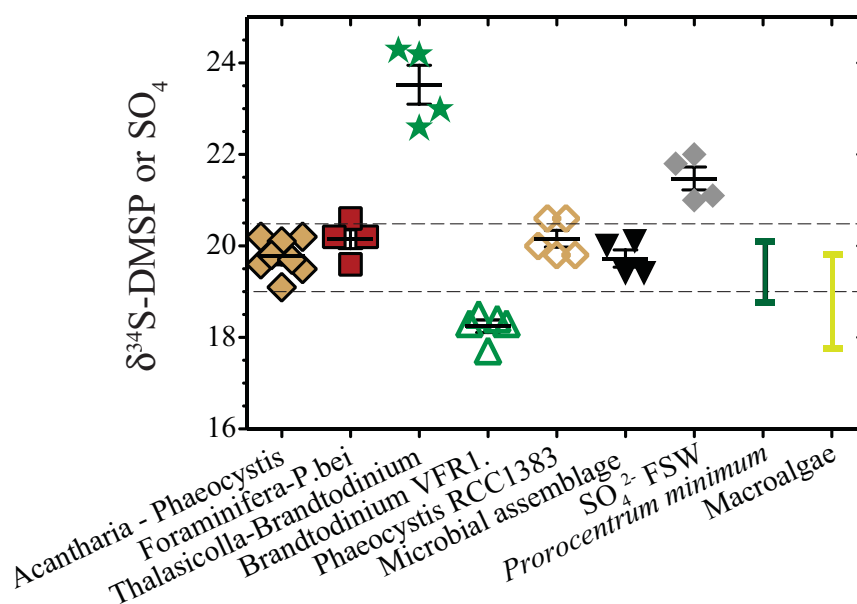 δ³⁴S-DMSP or SO₄
24
22
20
18
16
Acantharia - Phaeocystis
Foraminifera-P.bei
Thalasicolla-Brandtodinium
Brandtodinium VFR1.
Phaeocystis RCC1383
Microbial assemblage
SO₄²⁻ FSW
Prorocentrum minimum
Macroalgae